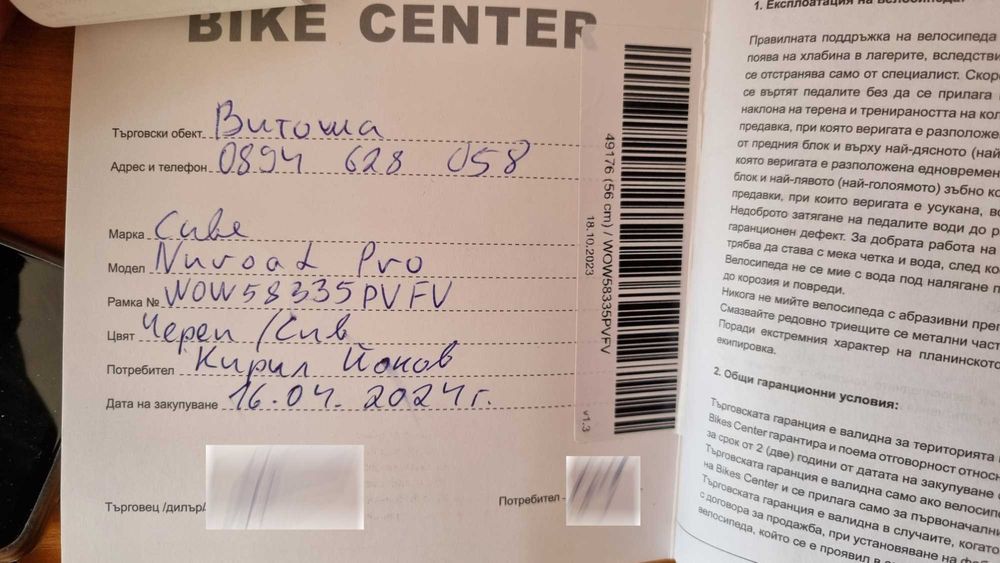 BIKE CENTER
Търговски обект Витоша
Адрес и телефон 0894 628 058
Марка Cube
Модел Nuroad Pro
Рамка № WOW58335PVFV
Цвят Черен/Сив
Потребител Кирил Йонов
Дата на закупуване 16.04.2024г.
Търговец /дилър/
Потребител
49176 (56 cm) / WOW58335PVFV
18.10.2023
v1.3
1. Експлоатация на велосипеда:
Правилната поддръжка на велосипеда
поява на хлабина в лагерите, вследстви
се отстранява само от специалист. Скоро
се въртят педалите без да се прилага
наклона на терена и тренираността на кол
предавка, при която веригата е разположе
от предния блок и върху най-дясното (най
която веригата е разположена едновремен
блок и най-лявото (най-голоямото) зъбно ко
предавки, при които веригата е усукана, во
Недоброто затягане на педалите води до р
гаранционен дефект. За добрата работа на
трябва да става с мека четка и вода, след ко
Велосипеда не се мие с вода под налягане п
до корозия и повреди.
Никога не мийте велосипеда с абразивни преп
Смазвайте редовно триещите се метални част
Поради екстремния характер на планинското
екипировка.
2. Общи гаранционни условия:
Търговската гаранция е валидна за територията
Bikes Center гарантира и поема отговорност относн
за срок от 2 (две) години от датата на закупуване
Търговската гаранция е валидна само ако велосип
на Bikes Center и се прилага само за първоначални
Търговската гаранция е валидна в случаите, когато
с договора за продажба, при установяване на
велосипеда, който се е проявил в